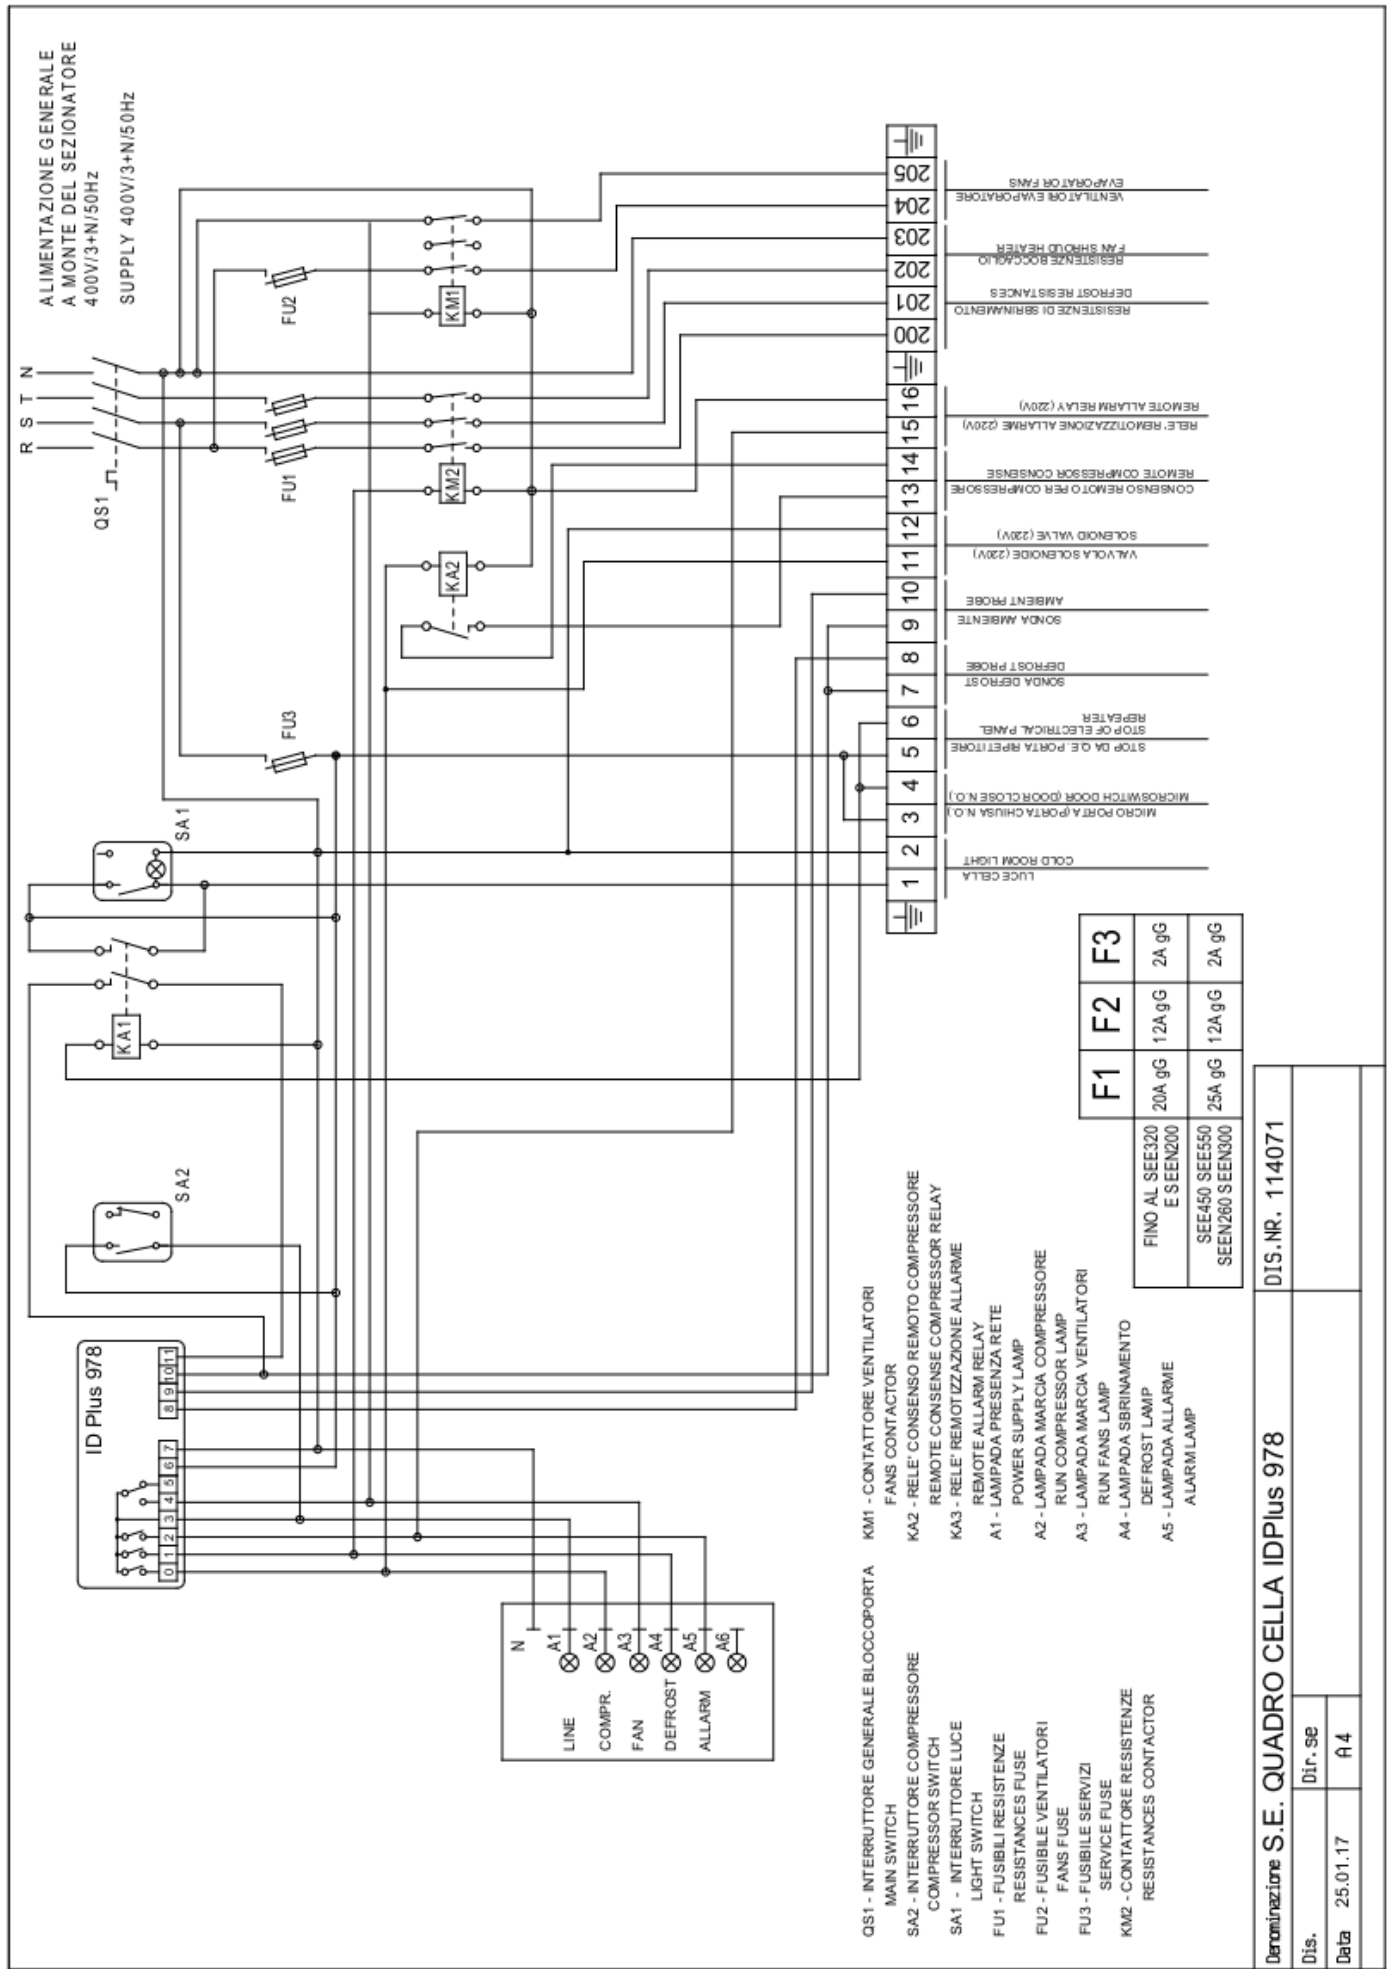 ALIMENTAZIONE GENERALE
A MONTE DEL SEZIONATORE
400V/3+N/50Hz
SUPPLY 400V/3+N/50Hz
R S T N
QS1
FU1
FU2
FU3
KM1
KM2
KA2
SA1
KA1
SA2
ID Plus 978
0 1 2 3 4 5 6 7 8 9 10 11
N
A1
A2
A3
A4
A5
A6
LINE
COMPR.
FAN
DEFROST
ALLARM
1 2 3 4 5 6 7 8 9 10 11 12 13 14 15 16 200 201 202 203 204 205
LUCE CELLA
COLD ROOM LIGHT
MICRO PORTA (PORTA CHIUSA N.O.)
MICROSWITCH DOOR (DOOR CLOSE N.O.)
STOP DA Q.E. PORTA RIPETITORE
STOP OF ELECTRICAL PANEL
REPEATER
SONDA DEFROST
DEFROST PROBE
SONDA AMBIENTE
AMBIENT PROBE
VALVOLA SOLENOIDE (220V)
SOLENOID VALVE (220V)
CONSENSO REMOTO PER COMPRESSORE
REMOTE COMPRESSOR CONSENSE
RELE' REMOTIZZAZIONE ALLARME (220V)
REMOTE ALLARM RELAY (220V)
RESISTENZE DI SBRINAMENTO
DEFROST RESISTANCES
RESISTENZE BOCCAGLIO
FAN SHROUD HEATER
VENTILATORI EVAPORATORE
EVAPORATOR FANS
QS1 - INTERRUTTORE GENERALE BLOCCOPORTA
MAIN SWITCH
SA2 - INTERRUTTORE COMPRESSORE
COMPRESSOR SWITCH
SA1 - INTERRUTTORE LUCE
LIGHT SWITCH
FU1 - FUSIBILI RESISTENZE
RESISTANCES FUSE
FU2 - FUSIBILE VENTILATORI
FANS FUSE
FU3 - FUSIBILE SERVIZI
SERVICE FUSE
KM2 - CONTATTORE RESISTENZE
RESISTANCES CONTACTOR
KM1 - CONTATTORE VENTILATORI
FANS CONTACTOR
KA2 - RELE' CONSENSO REMOTO COMPRESSORE
REMOTE CONSENSE COMPRESSOR RELAY
KA3 - RELE' REMOTIZZAZIONE ALLARME
REMOTE ALARM RELAY
A1 - LAMPADA PRESENZA RETE
POWER SUPPLY LAMP
A2 - LAMPADA MARCIA COMPRESSORE
RUN COMPRESSOR LAMP
A3 - LAMPADA MARCIA VENTILATORI
RUN FANS LAMP
A4 - LAMPADA SBRINAMENTO
DEFROST LAMP
A5 - LAMPADA ALLARME
ALARM LAMP
F1 F2 F3
FINO AL SEE320
E SEEN200
20A gG 12A gG 2A gG
SEE450 SEE550
SEEN260 SEEN300
25A gG 12A gG 2A gG
Denominazione S.E. QUADRO CELLA IDPlus 978
DIS.NR. 114071
Dis.
Dir.se
Data 25.01.17
A4